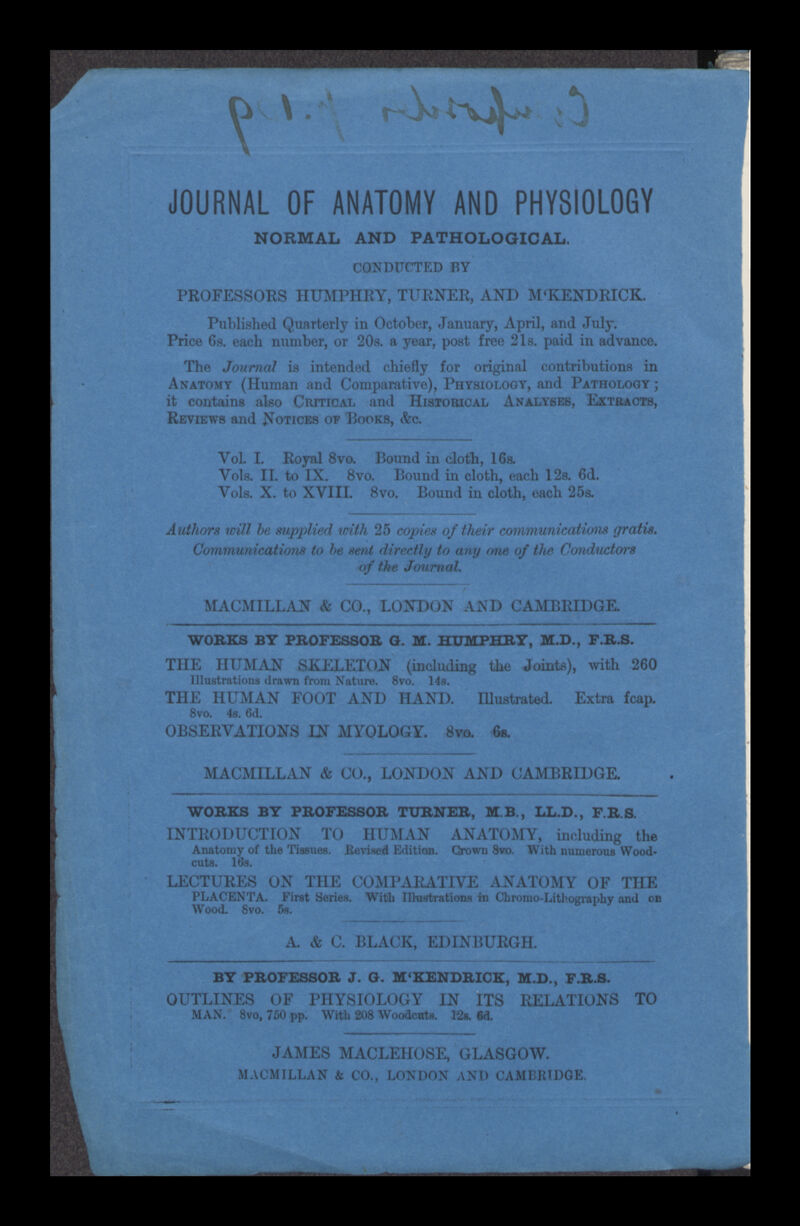 JOURNAL OF ANATOMY AND PHYSIOLOGY
NORMAL AND PATHOLOGICAL.
CONDUCTED BY
PROFESSORS HUMPHRY, TURNER, AND M‘KENDRICK.
Published Quarterly in October, January, April, and July.
Price 6s. each number, or 20s. a year, post free 21s. paid in advance.
The Journal is intended chiefly for original contributions in
ANATOMY (Human and Comparative), PHYSIOLOGY, and PATHOLOGY;
it contains also CRITICAL and HISTORICAL ANALYSES, EXTRACTS,
REVIEWS and NOTICES OF BOOKS, &c.
Vol. I. Royal 8vo. Bound in cloth, 16s.
Vols. II. to IX. 8vo. Bound in cloth, each 12s. 6d.
Vols. X. to XVIII. 8vo. Bound in cloth, each 25s.
Authors will be supplied with 25 copies of their communications gratis.
Communications to be sent directly to any one of the Conductors
of the Journal.
MACMILLAN & CO., LONDON AND CAMBRIDGE.
WORKS BY PROFESSOR G. M. HUMPHRY, M.D., F.R.S.
THE HUMAN SKELETON (including the Joints), with 260
Illustrations drawn from Nature. 8vo. 14s.
THE HUMAN FOOT AND HAND. Illustrated. Extra fcap.
8vo. 4s. 6d.
OBSERVATIONS IN MYOLOGY. 8vo. 6s.
MACMILLAN & CO., LONDON AND CAMBRIDGE.
WORKS BY PROFESSOR TURNER, M.B., LL.D., F.R.S.
INTRODUCTION TO HUMAN ANATOMY, including the
Anatomy of the Tissues. Revised Edition. Crown 8vo. With numerous Wood-
cuts. 16s.
LECTURES ON THE COMPARATIVE ANATOMY OF THE
PLACENTA. First Series. With Illustrations in Chromo-Lithography and on
Wood. 8vo. 5s.
A. & C. BLACK, EDINBURGH.
BY PROFESSOR J. G. M‘KENDRICK, M.D., F.R.S.
OUTLINES OF PHYSIOLOGY IN ITS RELATIONS TO
MAN. 8vo, 750 pp. With 208 Woodcuts. 12s. 6d.
JAMES MACLEHOSE, GLASGOW.
MACMILLAN & CO., LONDON AND CAMBRIDGE.